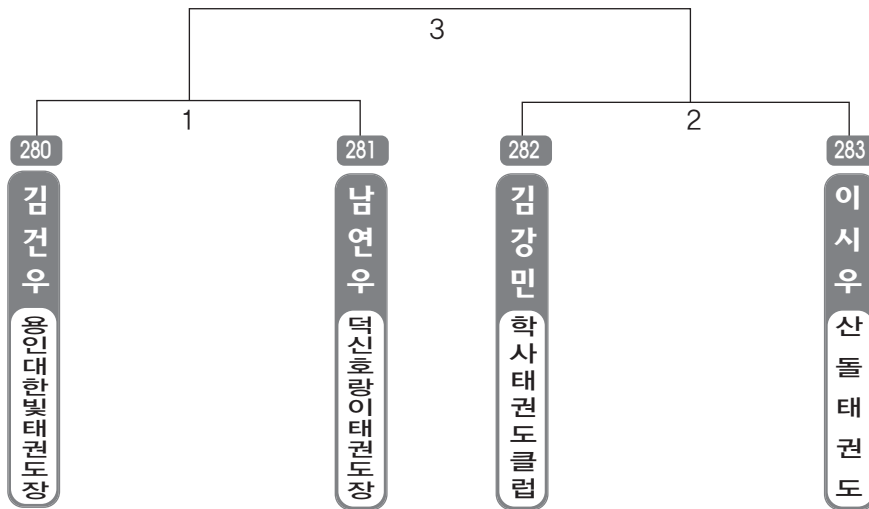 3
1
2
280
281
282
283
김건우
남연우
김강민
이시우
용인대한빛태권도장
덕신호랑이태권도장
학사태권도클럽
산돌태권도